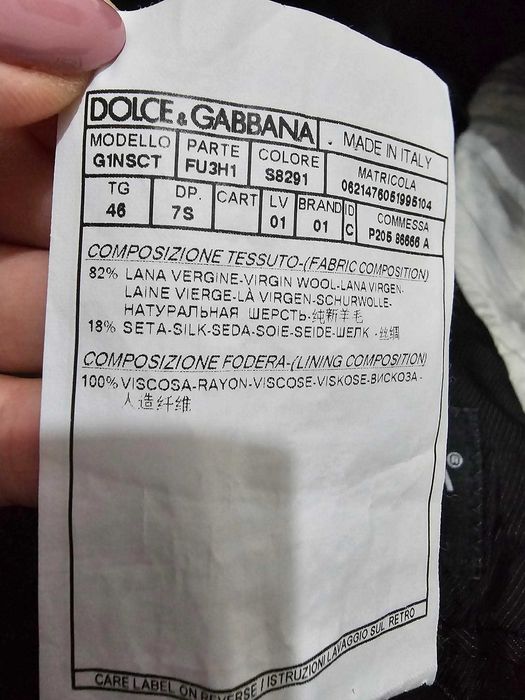 DOLCE & GABBANA . MADE IN ITALY
MODELLO PARTE COLORE MATRICOLA
G1NSCT FU3H1 S8291 0621476051995104
TG DP. CART LV BRAND ID COMMESSA
46 7S 01 01 C P205 86666 A
COMPOSIZIONE TESSUTO-(FABRIC COMPOSITION)
82% LANA VERGINE-VIRGIN WOOL-LANA VIRGEN-
LAINE VIERGE-LÀ VIRGEN-SCHURWOLLE-
НАТУРАЛЬНАЯ ШЕРСТЬ-纯新羊毛
18% SETA-SILK-SEDA-SOIE-SEIDE-ШЕЛК -丝绸
COMPOSIZIONE FODERA-(LINING COMPOSITION)
100% VISCOSA-RAYON-VISCOSE-VISKOSE-ВИСКОЗА-
人造纤维
CARE LABEL ON REVERSE / ISTRUZIONI LAVAGGIO SUL RETRO